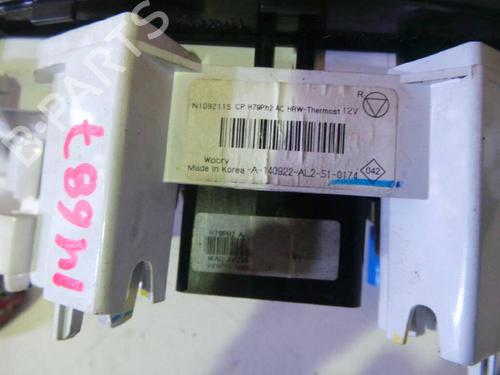 R
N109211S CP H79Ph2 AC HRW-Thermost 12V
Woory
Made in Korea -A-140922-AL2-S1-0174
042
H79PH2 A
14687
B-PARTS